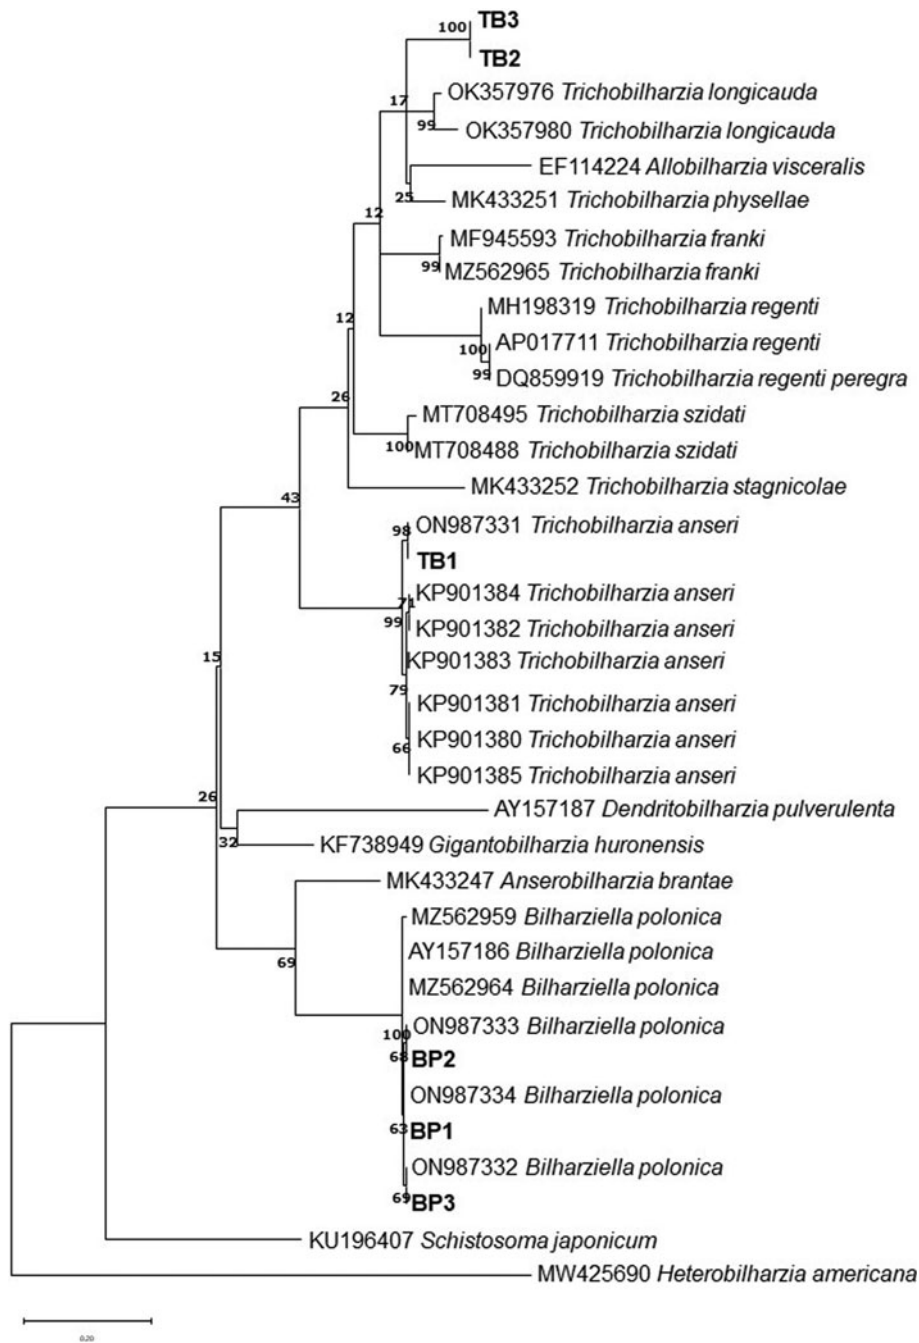 100 TB3
TB2
17 OK357976 Trichobilharzia longicauda
99 OK357980 Trichobilharzia longicauda
EF114224 Allobilharzia visceralis
25 MK433251 Trichobilharzia physellae
12
MF945593 Trichobilharzia franki
99 MZ562965 Trichobilharzia franki
MH198319 Trichobilharzia regenti
12
100 AP017711 Trichobilharzia regenti
99 DQ859919 Trichobilharzia regenti peregra
26
MT708495 Trichobilharzia szidati
100 MT708488 Trichobilharzia szidati
MK433252 Trichobilharzia stagnicolae
43
98 ON987331 Trichobilharzia anseri
TB1
71 KP901384 Trichobilharzia anseri
99 KP901382 Trichobilharzia anseri
15
KP901383 Trichobilharzia anseri
79
KP901381 Trichobilharzia anseri
66 KP901380 Trichobilharzia anseri
KP901385 Trichobilharzia anseri
26
AY157187 Dendritobilharzia pulverulenta
32 KF738949 Gigantobilharzia huronensis
MK433247 Anserobilharzia brantae
MZ562959 Bilharziella polonica
AY157186 Bilharziella polonica
69
MZ562964 Bilharziella polonica
100 ON987333 Bilharziella polonica
68 BP2
ON987334 Bilharziella polonica
63 BP1
ON987332 Bilharziella polonica
69 BP3
KU196407 Schistosoma japonicum
MW425690 Heterobilharzia americana
0.20